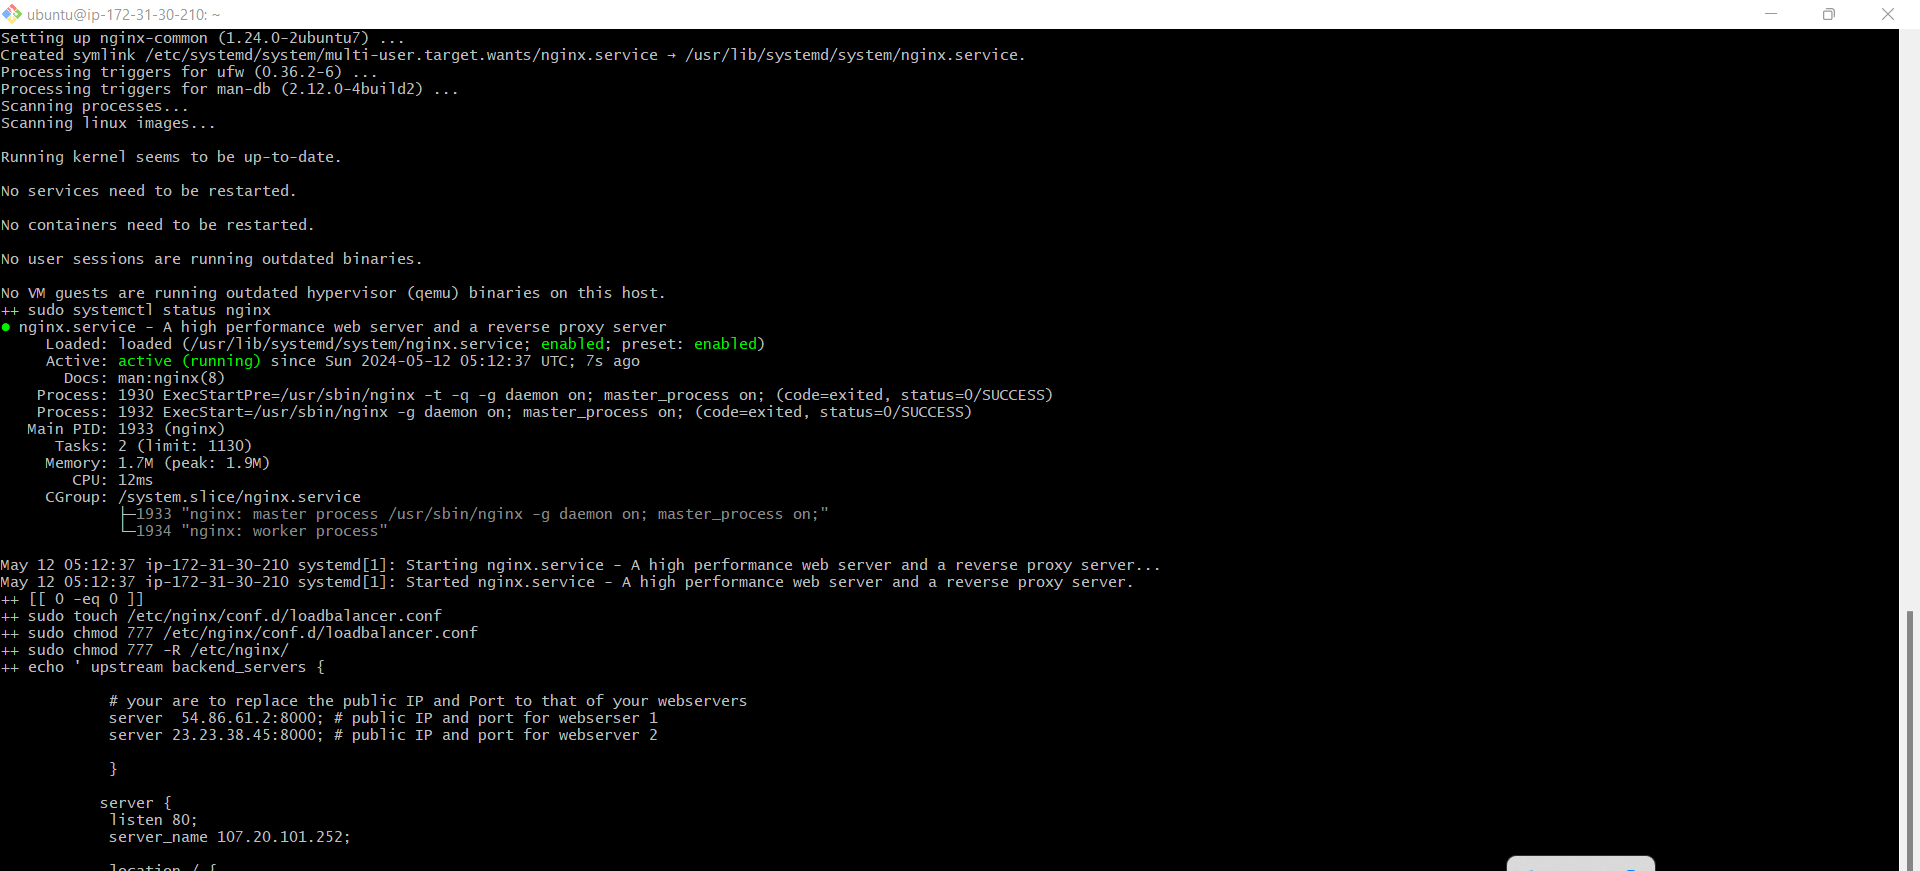 ubuntu@ip-172-31-30-210: ~
Setting up nginx-common (1.24.0-2ubuntu7) ...
Created symlink /etc/systemd/system/multi-user.target.wants/nginx.service → /usr/lib/systemd/system/nginx.service.
Processing triggers for ufw (0.36.2-6) ...
Processing triggers for man-db (2.12.0-4build2) ...
Scanning processes...
Scanning linux images...
Running kernel seems to be up-to-date.
No services need to be restarted.
No containers need to be restarted.
No user sessions are running outdated binaries.
No VM guests are running outdated hypervisor (qemu) binaries on this host.
++ sudo systemctl status nginx
● nginx.service - A high performance web server and a reverse proxy server
Loaded: loaded (/usr/lib/systemd/system/nginx.service; enabled; preset: enabled)
Active: active (running) since Sun 2024-05-12 05:12:37 UTC; 7s ago
Docs: man:nginx(8)
Process: 1930 ExecStartPre=/usr/sbin/nginx -t -q -g daemon on; master_process on; (code=exited, status=0/SUCCESS)
Process: 1932 ExecStart=/usr/sbin/nginx -g daemon on; master_process on; (code=exited, status=0/SUCCESS)
Main PID: 1933 (nginx)
Tasks: 2 (limit: 1130)
Memory: 1.7M (peak: 1.9M)
CPU: 12ms
CGroup: /system.slice/nginx.service
├─1933 "nginx: master process /usr/sbin/nginx -g daemon on; master_process on;"
└─1934 "nginx: worker process"
May 12 05:12:37 ip-172-31-30-210 systemd[1]: Starting nginx.service - A high performance web server and a reverse proxy server...
May 12 05:12:37 ip-172-31-30-210 systemd[1]: Started nginx.service - A high performance web server and a reverse proxy server.
++ [[ 0 -eq 0 ]]
++ sudo touch /etc/nginx/conf.d/loadbalancer.conf
++ sudo chmod 777 /etc/nginx/conf.d/loadbalancer.conf
++ sudo chmod 777 -R /etc/nginx/
++ echo ' upstream backend_servers {
# your are to replace the public IP and Port to that of your webservers
server  54.86.61.2:8000; # public IP and port for webserser 1
server 23.23.38.45:8000; # public IP and port for webserver 2
}
server {
listen 80;
server_name 107.20.101.252;
location / {